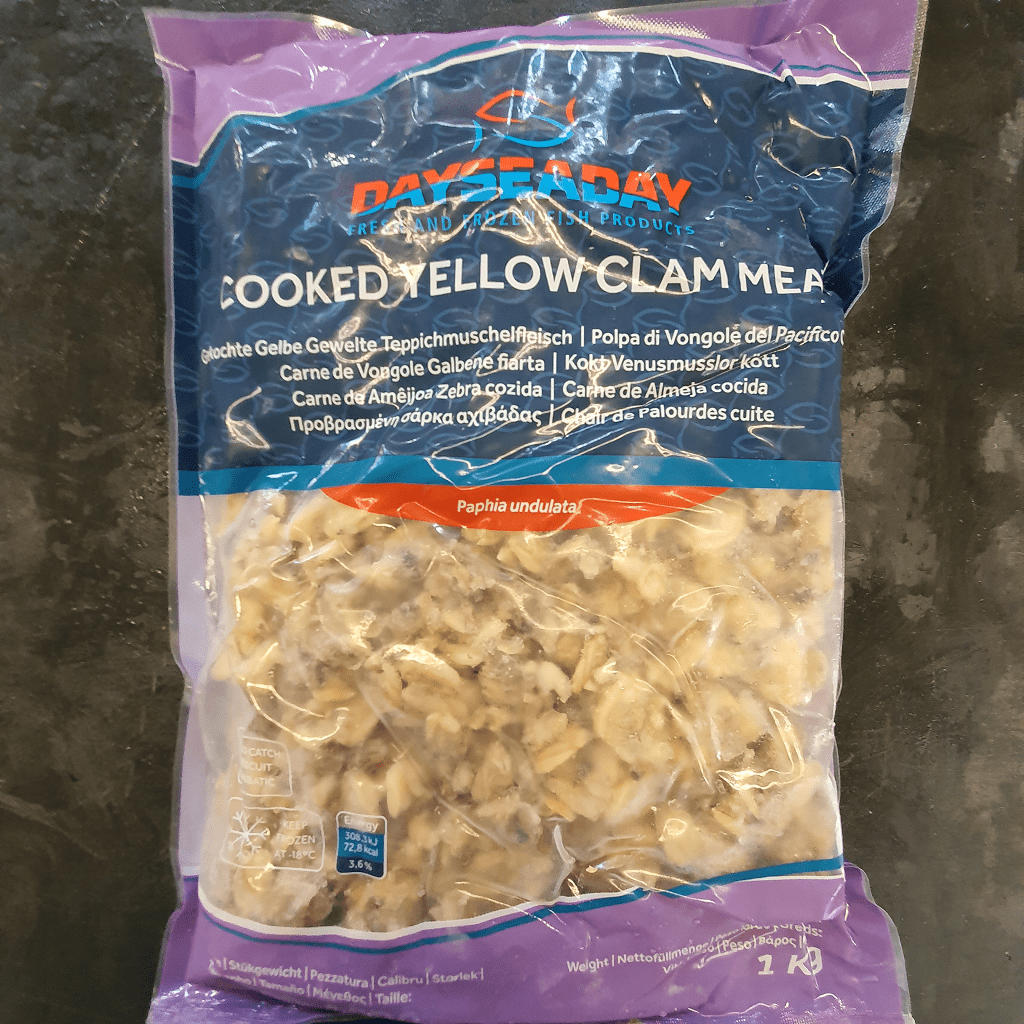 DAYSEADAY
FRESH AND FROZEN FISH PRODUCTS
COOKED YELLOW CLAM MEA
Gekochte Gelbe Gewelte Teppichmuschelfleisch | Polpa di Vongole del Pacifico
Carne de Vongole Galbene fiarta | Kokt Venusmusslor kött
Carne de Amêijoa Zebra cozida | Carne de Almeja cocida
Προβρασμένη σάρκα αχιβάδας | Chair de Palourdes cuite
Paphia undulata
CATCH
KEEP
FROZEN
AT -18°C
Energy
308,3 kJ
72,8 kcal
3,6%
Weight | Nettofüllmenge | Peso | Βάρος |
1 Kg
| Stükgewicht | Pezzatura | Calibru | Storlek |
| Tamaño | Μέγεθος | Taille: